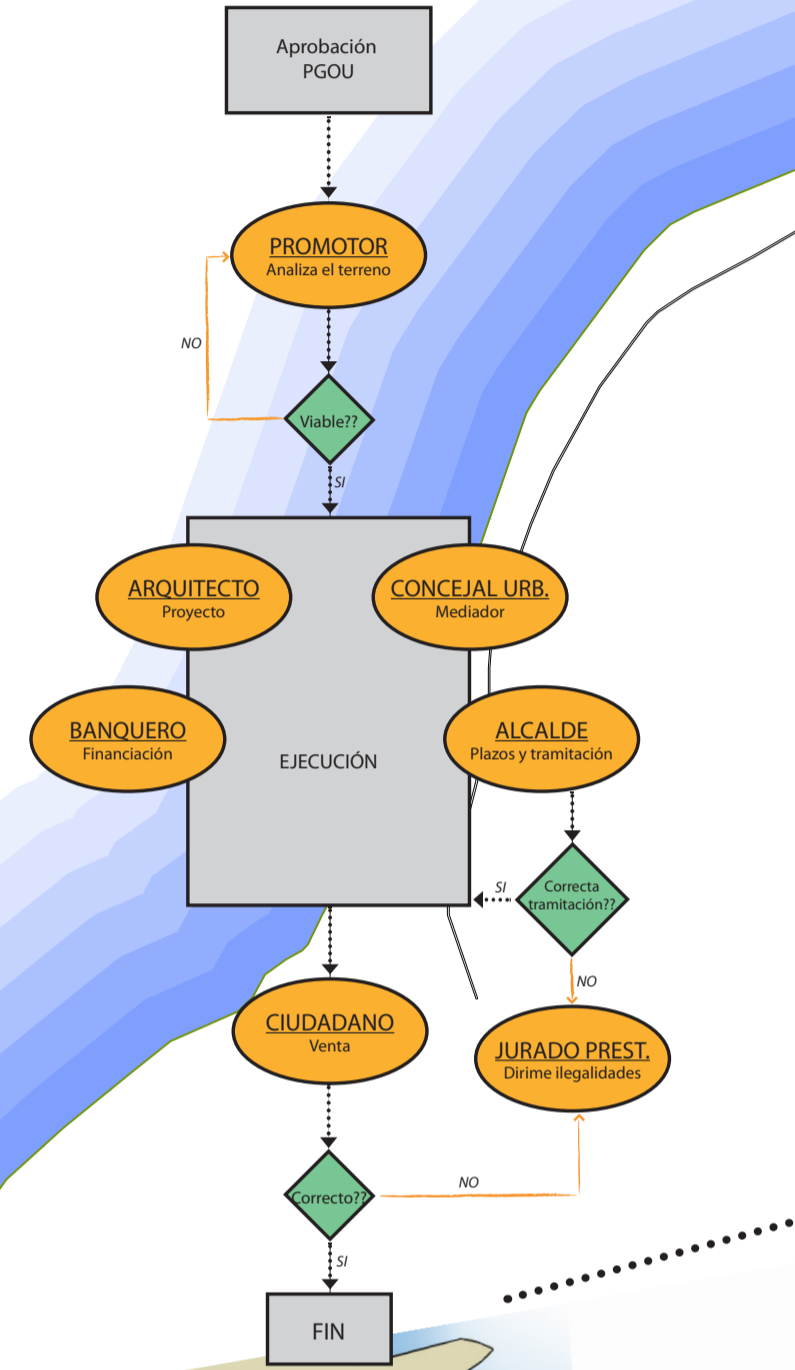 Aprobación
PGOU
PROMOTOR
Analiza el terreno
NO
Viable??
SI
ARQUITECTO
Proyecto
CONCEJAL URB.
Mediador
BANQUERO
Financiación
ALCALDE
Plazos y tramitación
EJECUCIÓN
SI
Correcta
tramitación??
NO
CIUDADANO
Venta
JURADO PREST.
Dirime ilegalidades
Correcto??
NO
SI
FIN